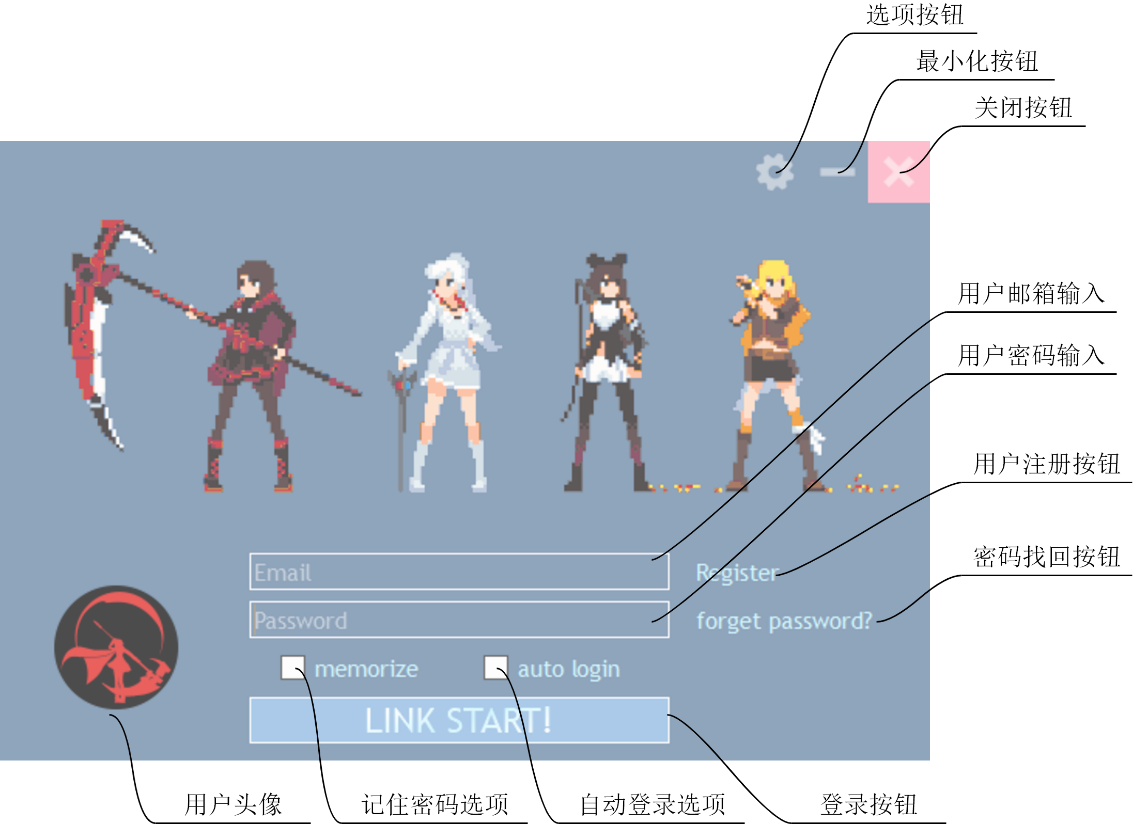 选项按钮
最小化按钮
关闭按钮
用户邮箱输入
用户密码输入
用户注册按钮
密码找回按钮
Email
Register
Password
forget password?
memorize
auto login
LINK START!
用户头像
记住密码选项
自动登录选项
登录按钮